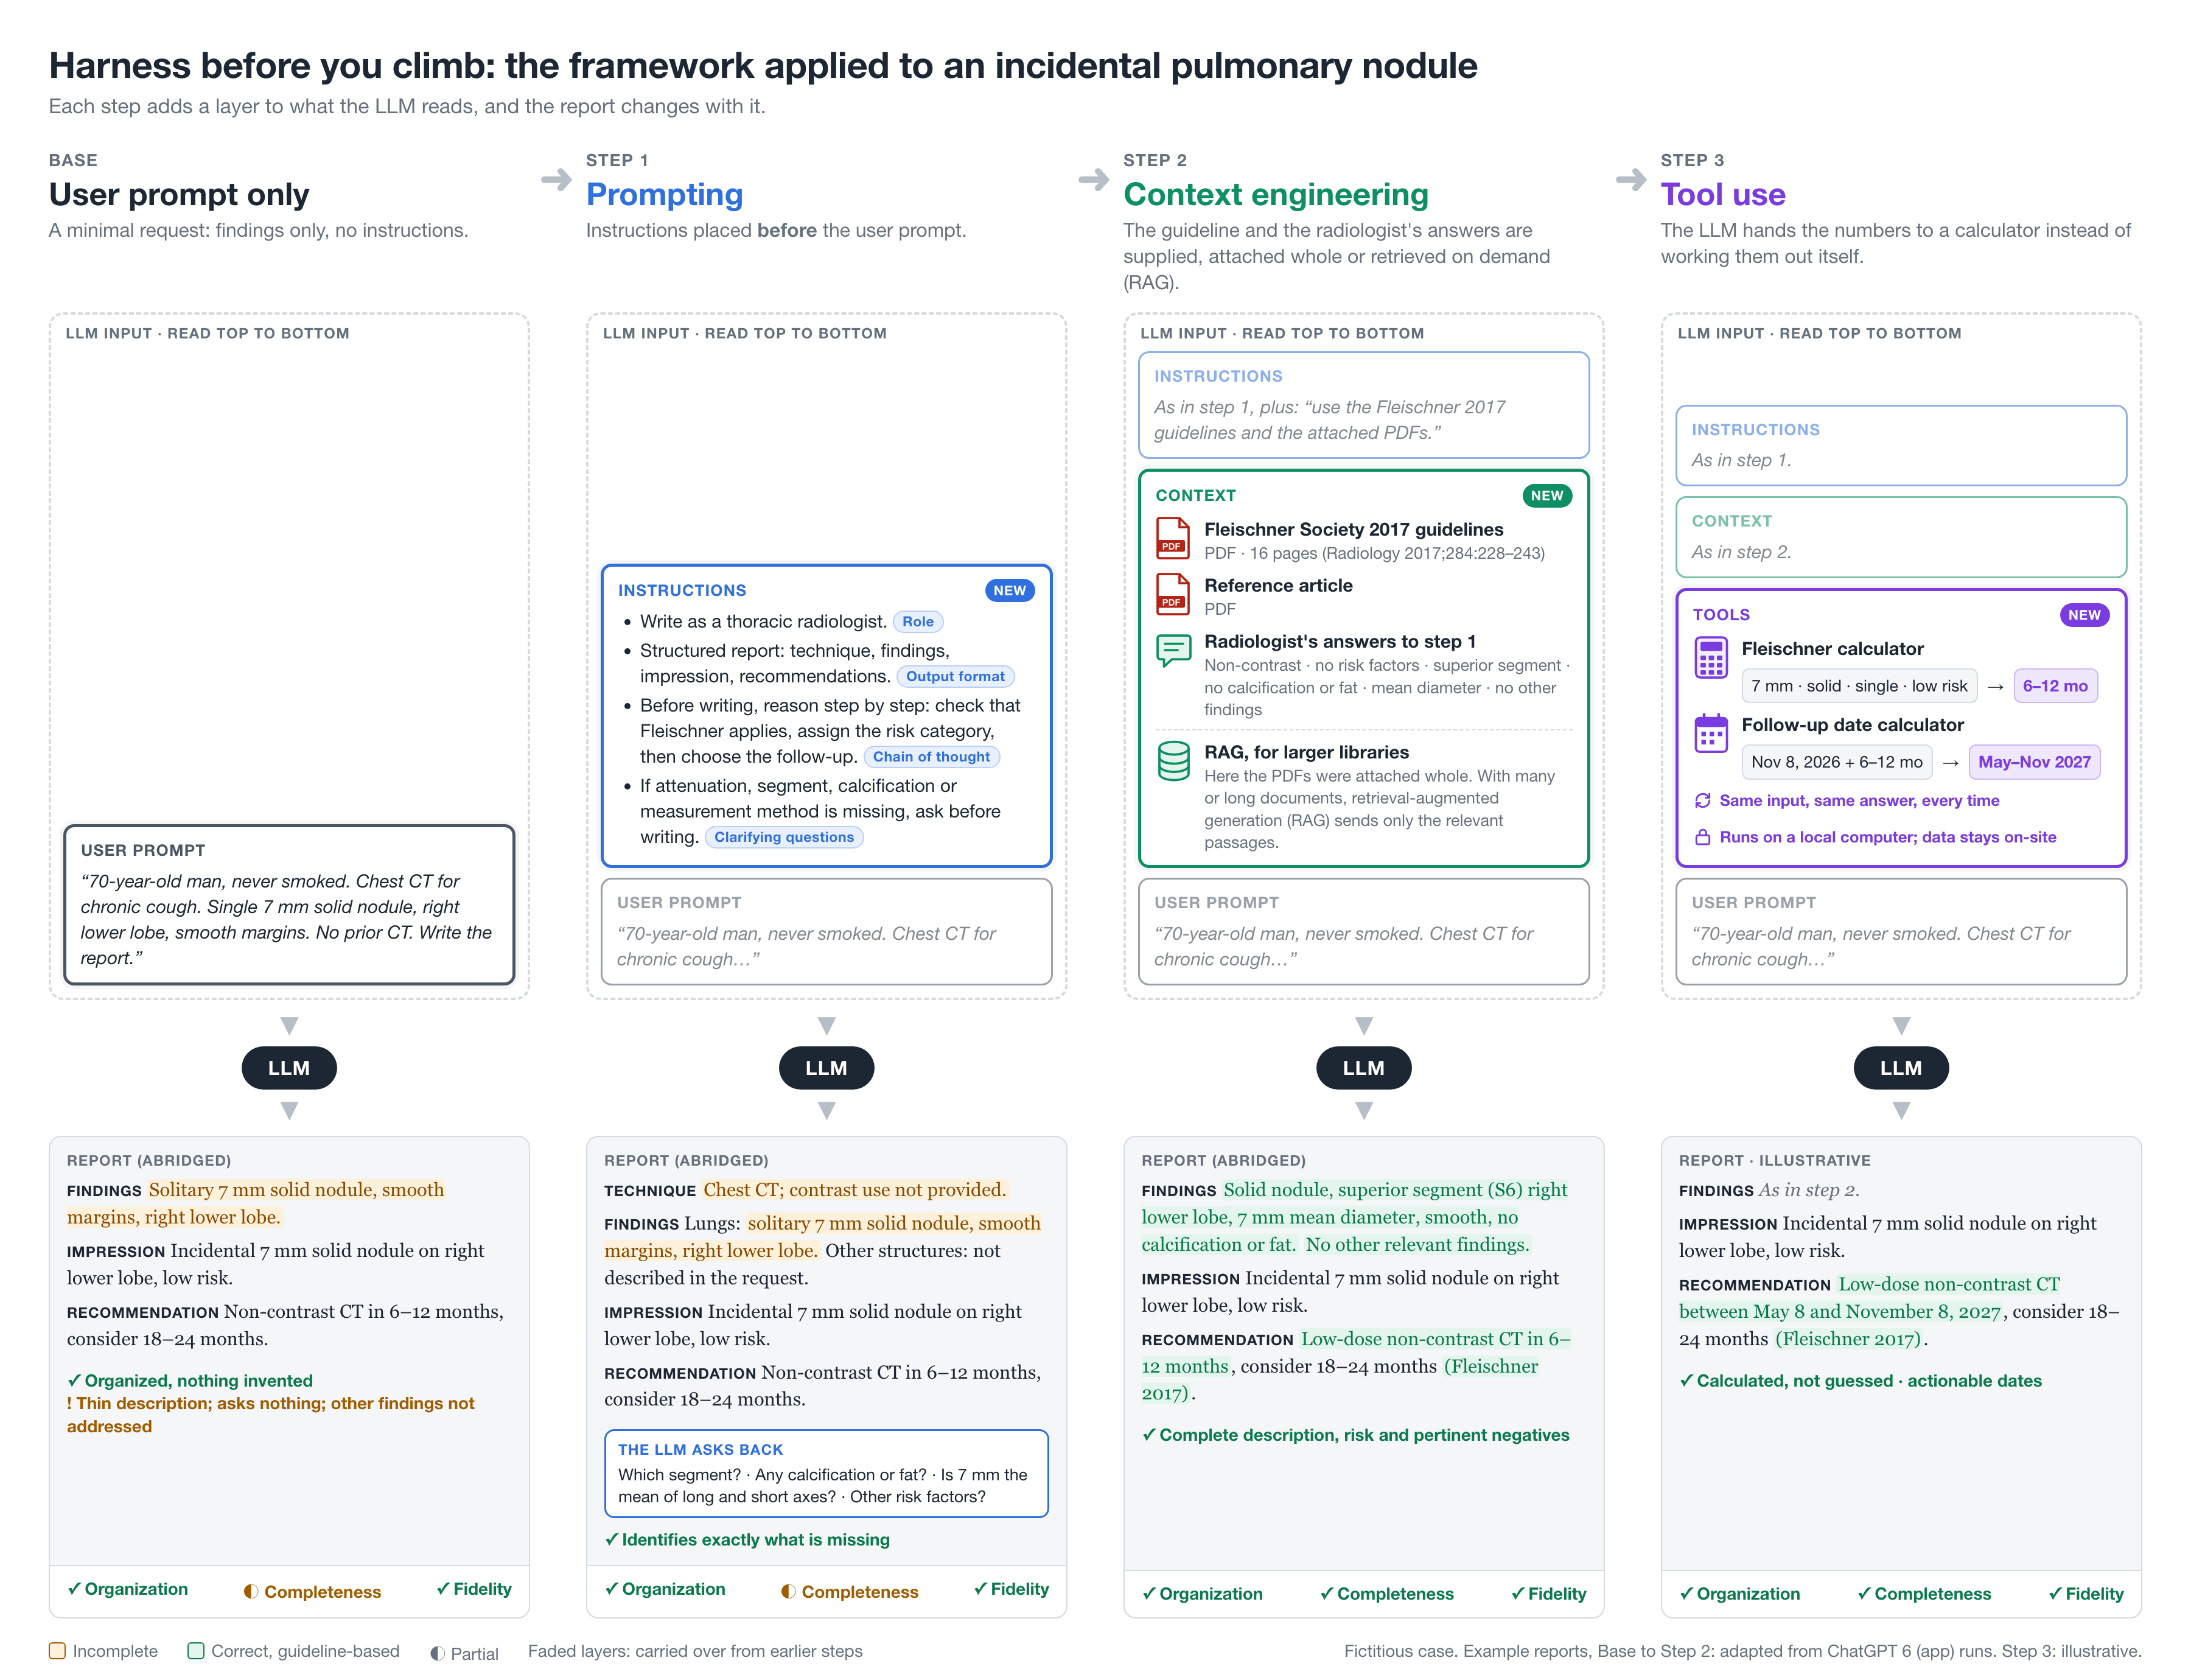 Harness before you climb: the framework applied to an incidental pulmonary nodule
Each step adds a layer to what the LLM reads, and the report changes with it.
BASE
User prompt only
A minimal request: findings only, no instructions.
LLM INPUT · READ TOP TO BOTTOM
USER PROMPT
“70-year-old man, never smoked. Chest CT for
chronic cough. Single 7 mm solid nodule, right
lower lobe, smooth margins. No prior CT. Write the
report.”
LLM
REPORT (ABRIDGED)
FINDINGS Solitary 7 mm solid nodule, smooth
margins, right lower lobe.
IMPRESSION Incidental 7 mm solid nodule on right
lower lobe, low risk.
RECOMMENDATION Non-contrast CT in 6–12 months,
consider 18–24 months.
✓ Organized, nothing invented
! Thin description; asks nothing; other findings not
addressed
✓ Organization ◐ Completeness ✓ Fidelity
➔ STEP 1
Prompting
Instructions placed before the user prompt.
LLM INPUT · READ TOP TO BOTTOM
INSTRUCTIONS NEW
• Write as a thoracic radiologist. Role
• Structured report: technique, findings,
impression, recommendations. Output format
• Before writing, reason step by step: check that
Fleischner applies, assign the risk category,
then choose the follow-up. Chain of thought
• If attenuation, segment, calcification or
measurement method is missing, ask before
writing. Clarifying questions
USER PROMPT
“70-year-old man, never smoked. Chest CT for
chronic cough…”
LLM
REPORT (ABRIDGED)
TECHNIQUE Chest CT; contrast use not provided.
FINDINGS Lungs: solitary 7 mm solid nodule, smooth
margins, right lower lobe. Other structures: not
described in the request.
IMPRESSION Incidental 7 mm solid nodule on right
lower lobe, low risk.
RECOMMENDATION Non-contrast CT in 6–12 months,
consider 18–24 months.
THE LLM ASKS BACK
Which segment? · Any calcification or fat? · Is 7 mm the
mean of long and short axes? · Other risk factors?
✓ Identifies exactly what is missing
✓ Organization ◐ Completeness ✓ Fidelity
➔ STEP 2
Context engineering
The guideline and the radiologist's answers are
supplied, attached whole or retrieved on demand
(RAG).
LLM INPUT · READ TOP TO BOTTOM
INSTRUCTIONS
As in step 1, plus: “use the Fleischner 2017
guidelines and the attached PDFs.”
CONTEXT NEW
PDF
Fleischner Society 2017 guidelines
PDF · 16 pages (Radiology 2017;284:228–243)
PDF
Reference article
PDF
Radiologist's answers to step 1
Non-contrast · no risk factors · superior segment ·
no calcification or fat · mean diameter · no other
findings
RAG, for larger libraries
Here the PDFs were attached whole. With many
or long documents, retrieval-augmented
generation (RAG) sends only the relevant
passages.
USER PROMPT
“70-year-old man, never smoked. Chest CT for
chronic cough…”
LLM
REPORT (ABRIDGED)
FINDINGS Solid nodule, superior segment (S6) right
lower lobe, 7 mm mean diameter, smooth, no
calcification or fat. No other relevant findings.
IMPRESSION Incidental 7 mm solid nodule on right
lower lobe, low risk.
RECOMMENDATION Low-dose non-contrast CT in 6–
12 months, consider 18–24 months (Fleischner
2017).
✓ Complete description, risk and pertinent negatives
✓ Organization ✓ Completeness ✓ Fidelity
➔ STEP 3
Tool use
The LLM hands the numbers to a calculator instead of
working them out itself.
LLM INPUT · READ TOP TO BOTTOM
INSTRUCTIONS
As in step 1.
CONTEXT
As in step 2.
TOOLS NEW
Fleischner calculator
7 mm · solid · single · low risk → 6–12 mo
Follow-up date calculator
Nov 8, 2026 + 6–12 mo → May–Nov 2027
Same input, same answer, every time
Runs on a local computer; data stays on-site
USER PROMPT
“70-year-old man, never smoked. Chest CT for
chronic cough…”
LLM
REPORT · ILLUSTRATIVE
FINDINGS As in step 2.
IMPRESSION Incidental 7 mm solid nodule on right
lower lobe, low risk.
RECOMMENDATION Low-dose non-contrast CT
between May 8 and November 8, 2027, consider 18–
24 months (Fleischner 2017).
✓ Calculated, not guessed · actionable dates
✓ Organization ✓ Completeness ✓ Fidelity
Incomplete Correct, guideline-based ◐ Partial Faded layers: carried over from earlier steps
Fictitious case. Example reports, Base to Step 2: adapted from ChatGPT 6 (app) runs. Step 3: illustrative.